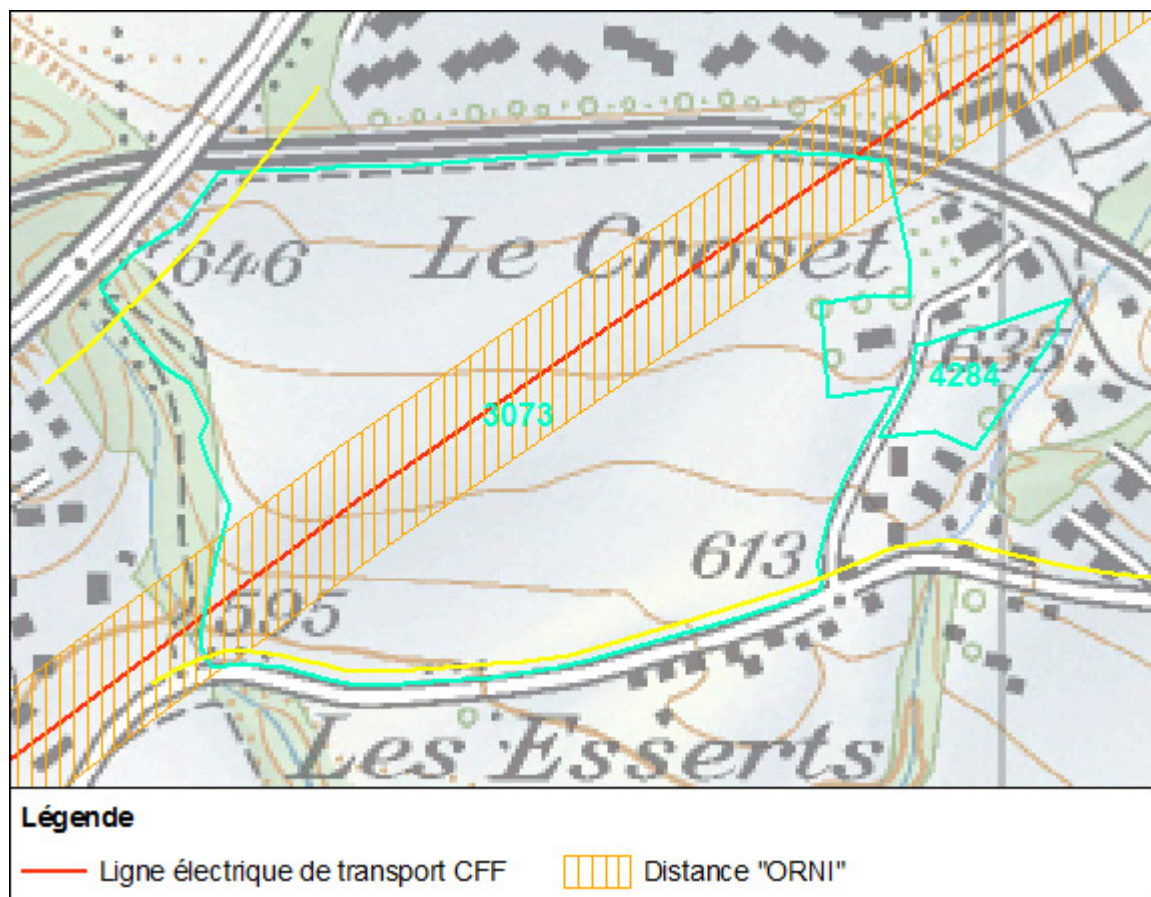 646
Le Croset
635
4284
3073
613
595
Les Esserts
Légende
Ligne électrique de transport CFF
Distance "ORNI"